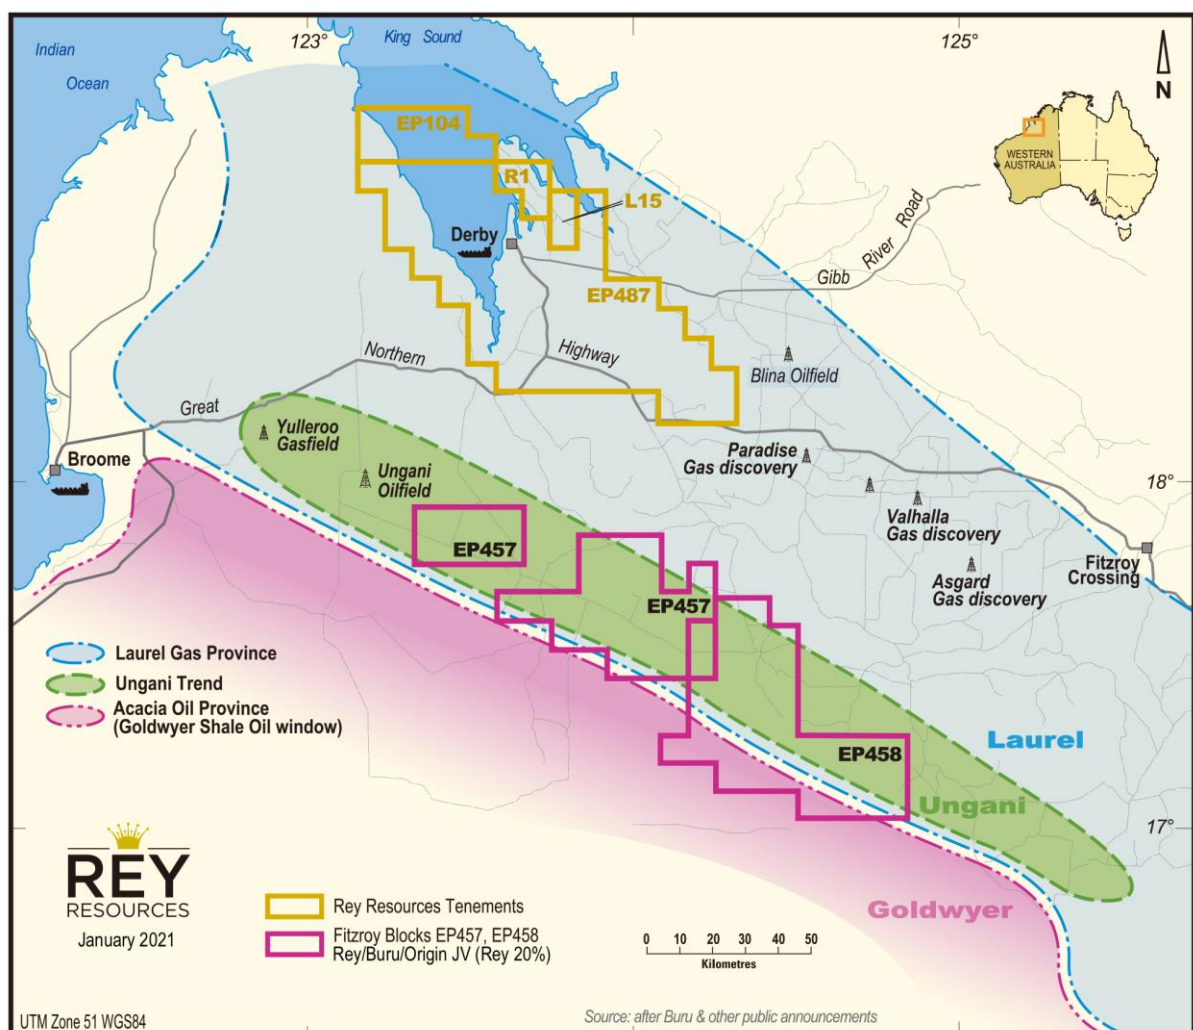 Indian
Ocean
123°
King Sound
125°
N
WESTERN
AUSTRALIA
EP104
R1
L15
Derby
Gibb River Road
EP487
Great Northern Highway
Blina Oilfield
Broome
Yulleroo
Gasfield
Ungani
Oilfield
Paradise
Gas discovery
18°
Valhalla
Gas discovery
Fitzroy
Crossing
Asgard
Gas discovery
EP457
EP457
Laurel Gas Province
Ungani Trend
Acacia Oil Province
(Goldwyer Shale Oil window)
Laurel
EP458
Ungani
17°
Goldwyer
REY
RESOURCES
January 2021
Rey Resources Tenements
Fitzroy Blocks EP457, EP458
Rey/Buru/Origin JV (Rey 20%)
0 10 20 30 40 50
Kilometres
UTM Zone 51 WGS84
Source: after Buru & other public announcements